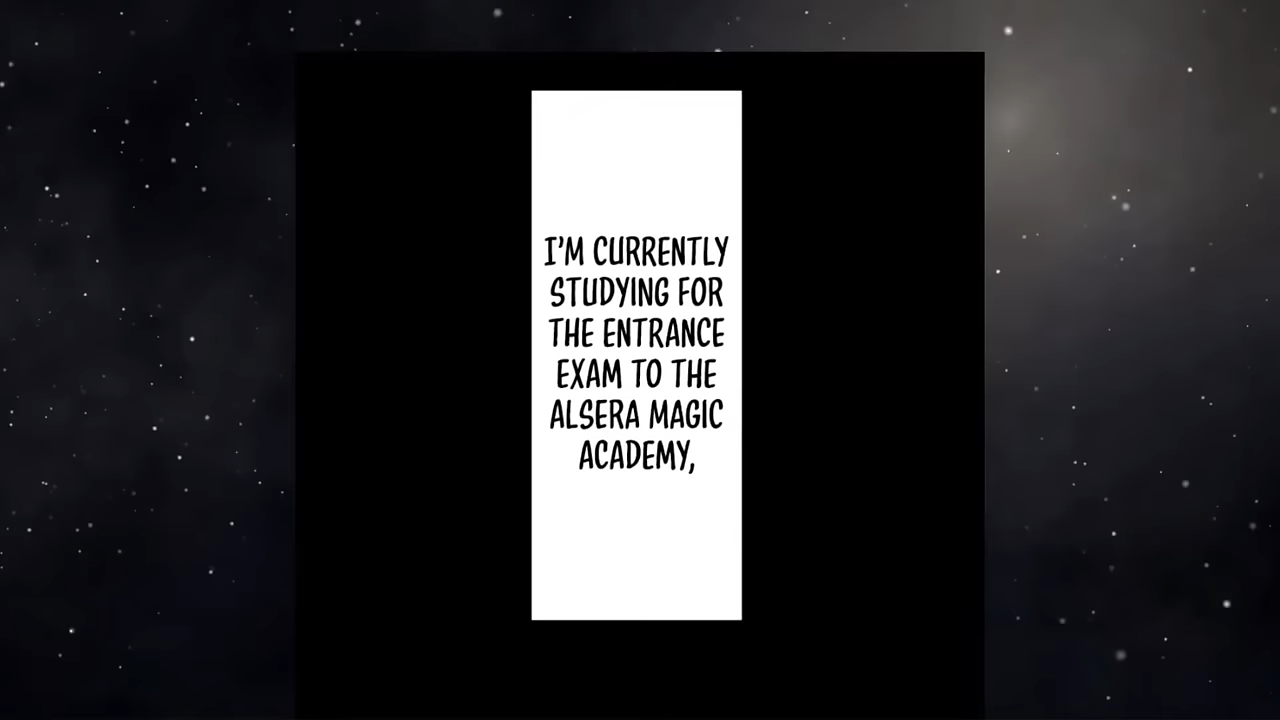 I'M CURRENTLY
STUDYING FOR
THE ENTRANCE
EXAM TO THE
ALSERA MAGIC
ACADEMY,